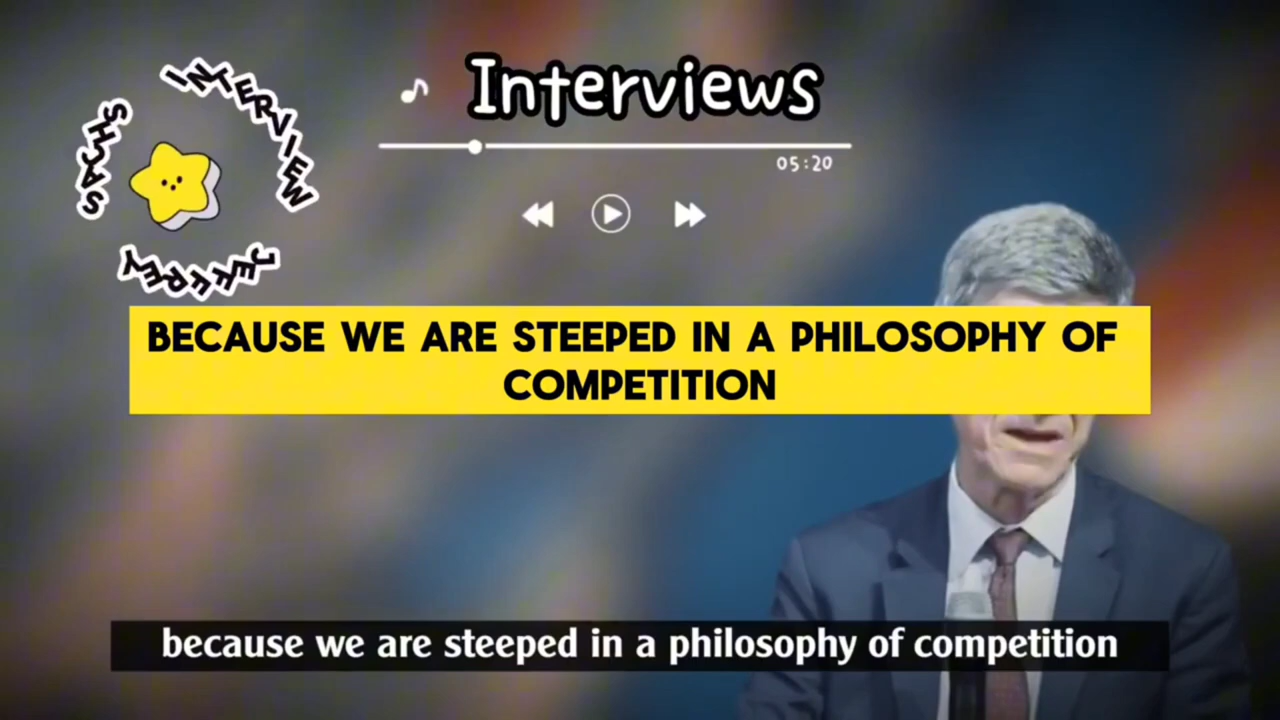 INTERVIEW
JEFFREY
SACHS
Interviews
05:20
BECAUSE WE ARE STEEPED IN A PHILOSOPHY OF
COMPETITION
because we are steeped in a philosophy of competition